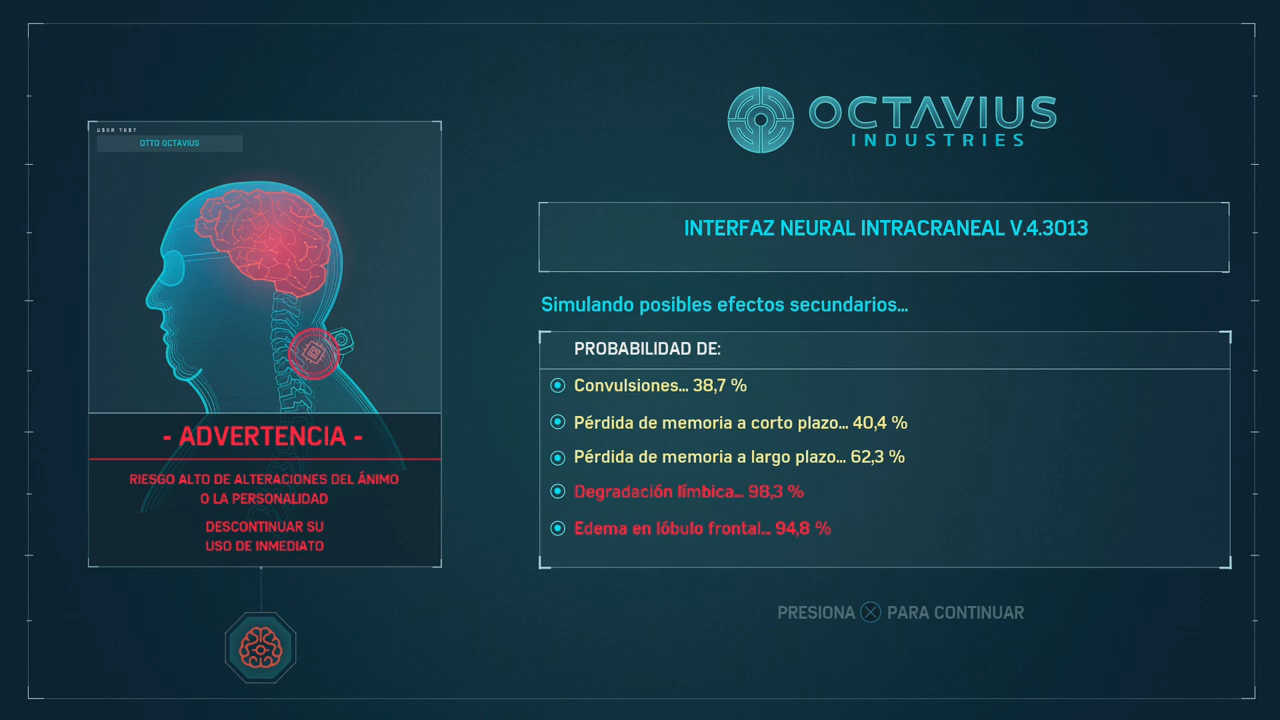 USER TEST
OTTO OCTAVIUS
- ADVERTENCIA -
RIESGO ALTO DE ALTERACIONES DEL ÁNIMO
O LA PERSONALIDAD
DESCONTINUAR SU
USO DE INMEDIATO
OCTAVIUS
INDUSTRIES
INTERFAZ NEURAL INTRACRANEAL V.4.3013
Simulando posibles efectos secundarios...
PROBABILIDAD DE:
Convulsiones... 38,7 %
Pérdida de memoria a corto plazo... 40,4 %
Pérdida de memoria a largo plazo... 62,3 %
Degradación límbica... 98,3 %
Edema en lóbulo frontal... 94,8 %
PRESIONA PARA CONTINUAR